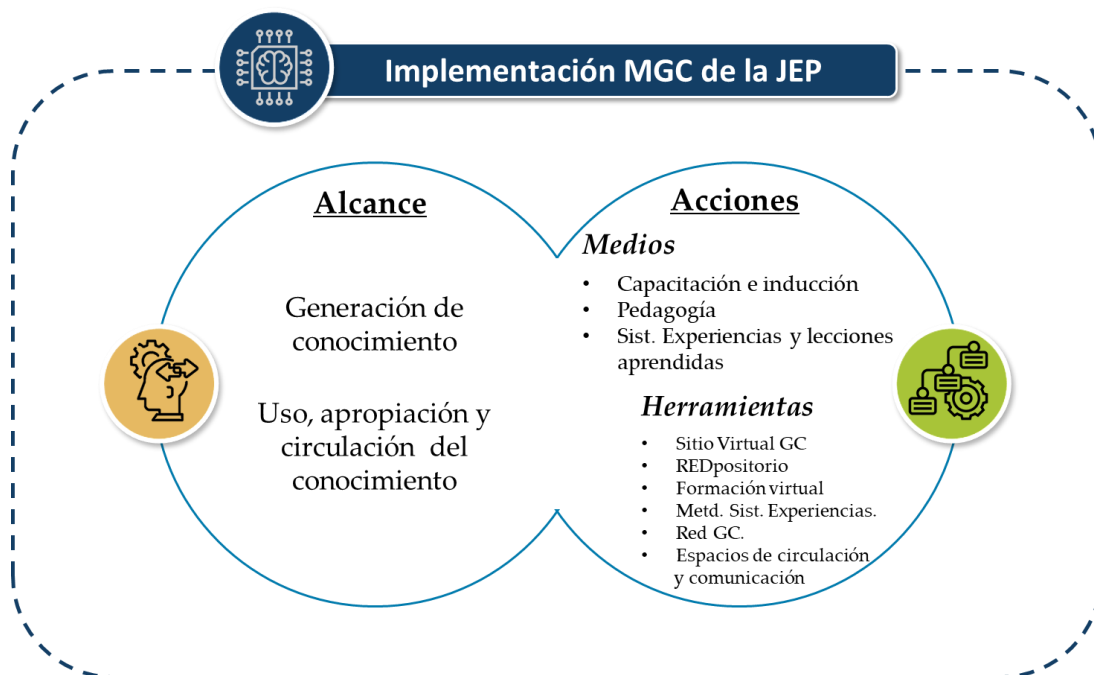 Implementación MGC de la JEP
Alcance
Generación de
conocimiento
Uso, apropiación y
circulación del
conocimiento
Acciones
Medios
• Capacitación e inducción
• Pedagogía
• Sist. Experiencias y lecciones
aprendidas
Herramientas
• Sitio Virtual GC
• REDpositorio
• Formación virtual
• Metd. Sist. Experiencias.
• Red GC.
• Espacios de circulación
y comunicación